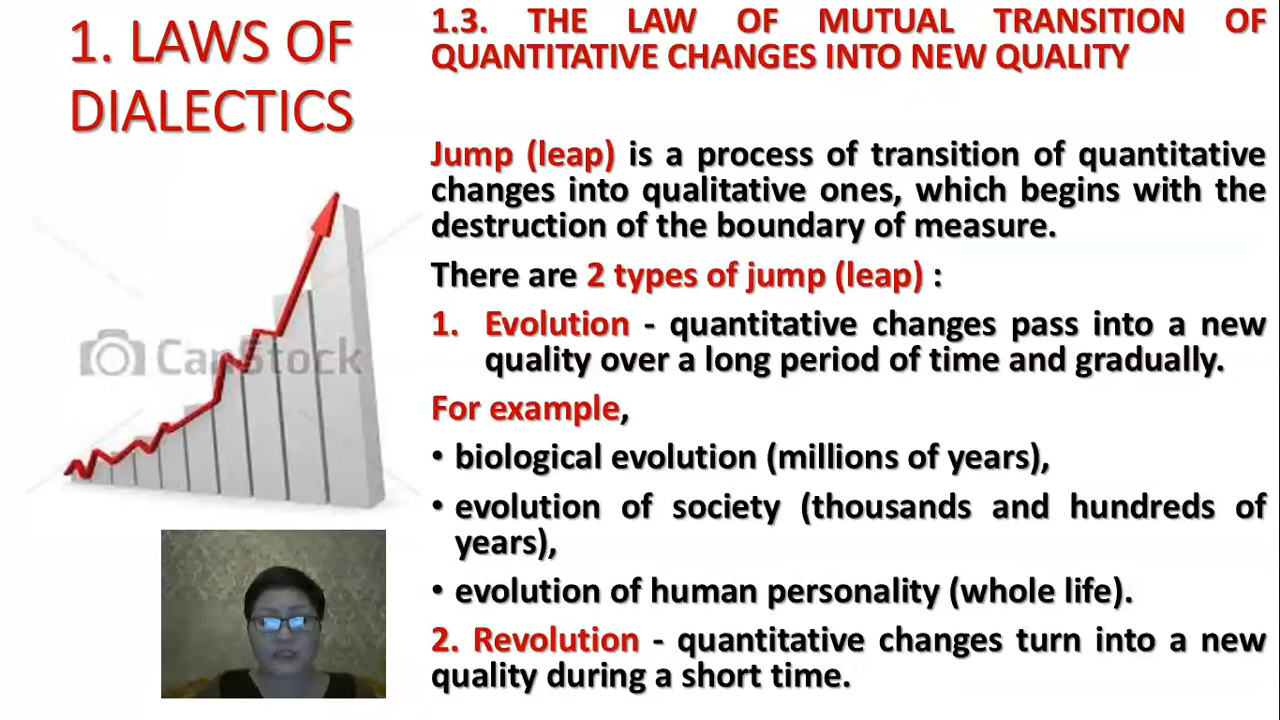 1. LAWS OF
DIALECTICS
1.3. THE LAW OF MUTUAL TRANSITION OF
QUANTITATIVE CHANGES INTO NEW QUALITY
Jump (leap) is a process of transition of quantitative
changes into qualitative ones, which begins with the
destruction of the boundary of measure.
There are 2 types of jump (leap) :
1. Evolution - quantitative changes pass into a new
quality over a long period of time and gradually.
For example,
• biological evolution (millions of years),
• evolution of society (thousands and hundreds of
years),
• evolution of human personality (whole life).
2. Revolution - quantitative changes turn into a new
quality during a short time.
CanStock